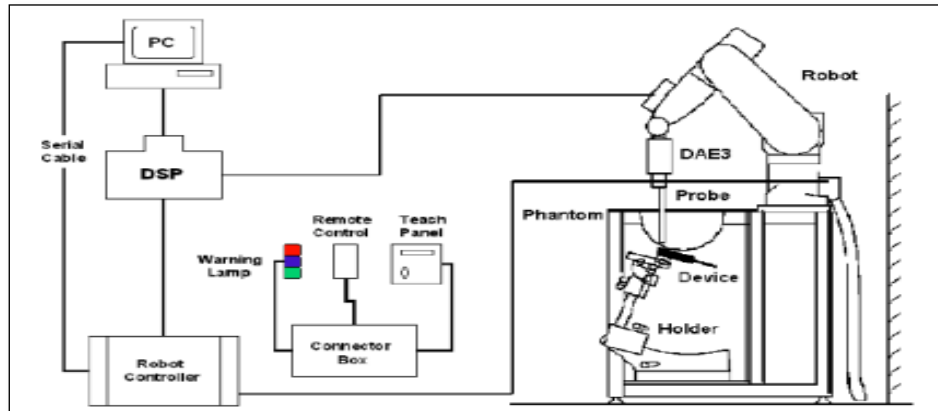 PC
Robot
Serial
Cable
DAE3
DSP
Probe
Remote
Control
Teash
Panel
Phantom
Warning
Lamp
Device
Connector
Box
Holder
Robot
Controller